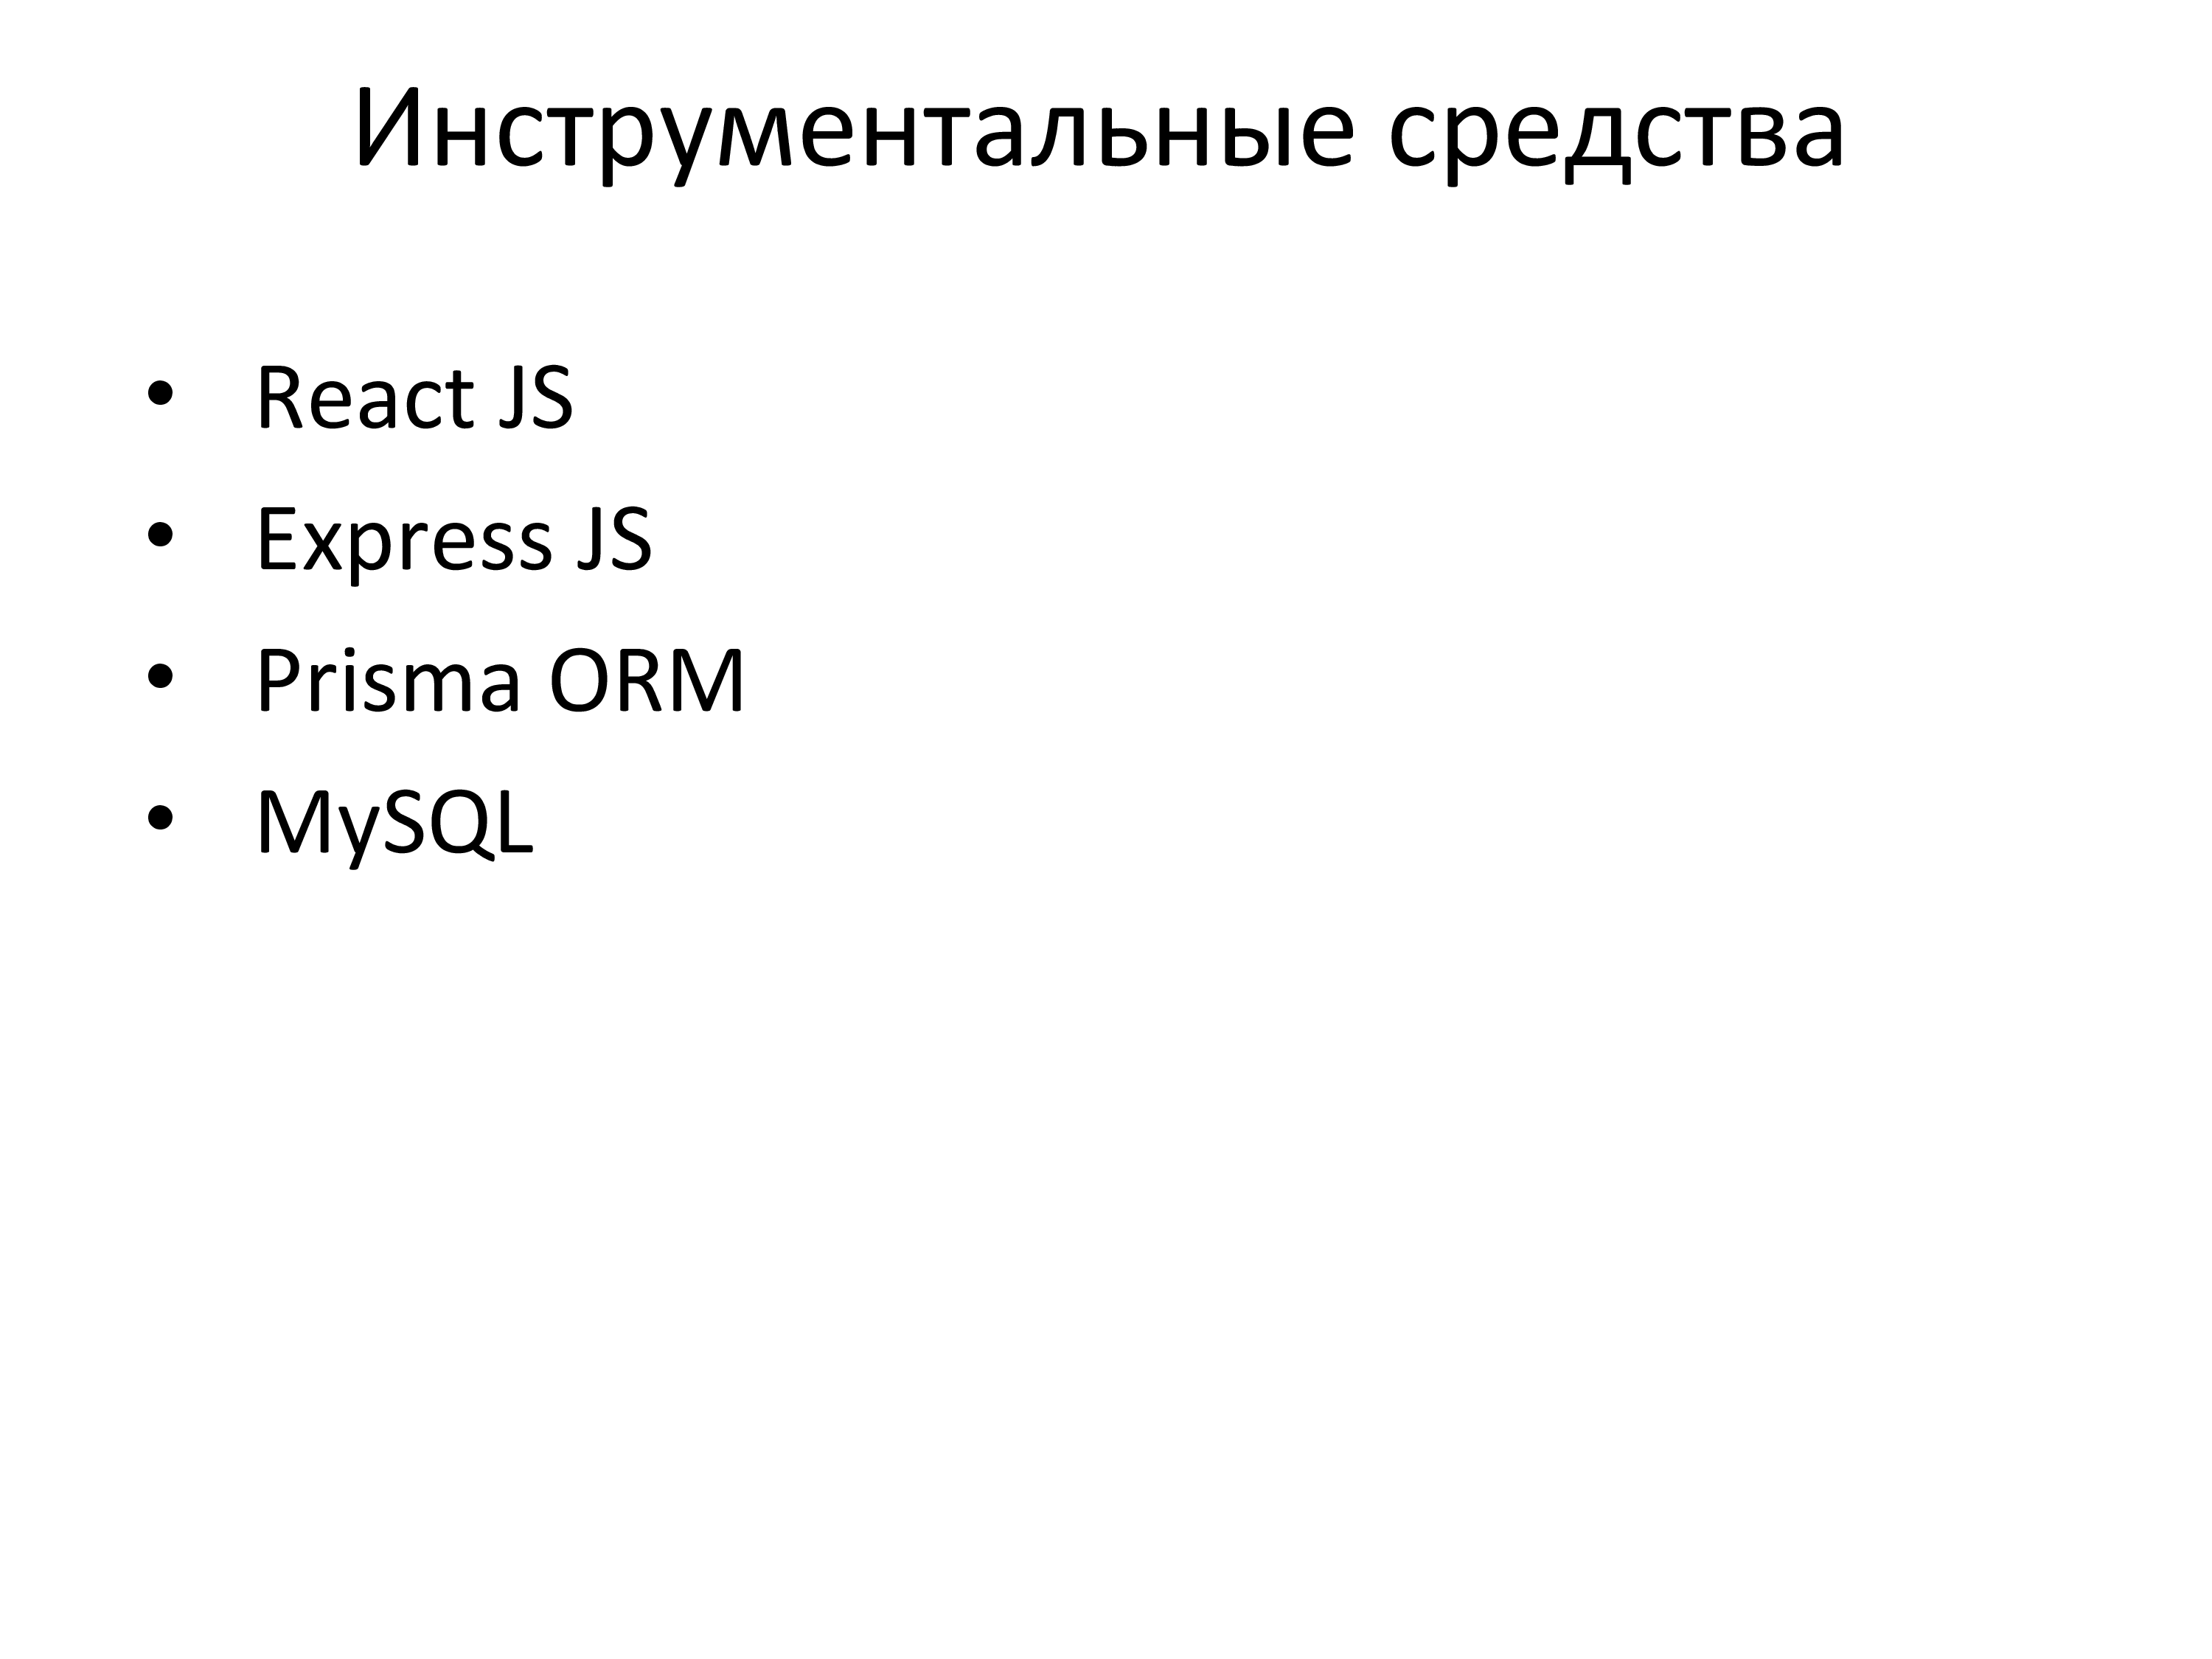 Инструментальные средства
• React JS
• Express JS
• Prisma ORM
• MySQL